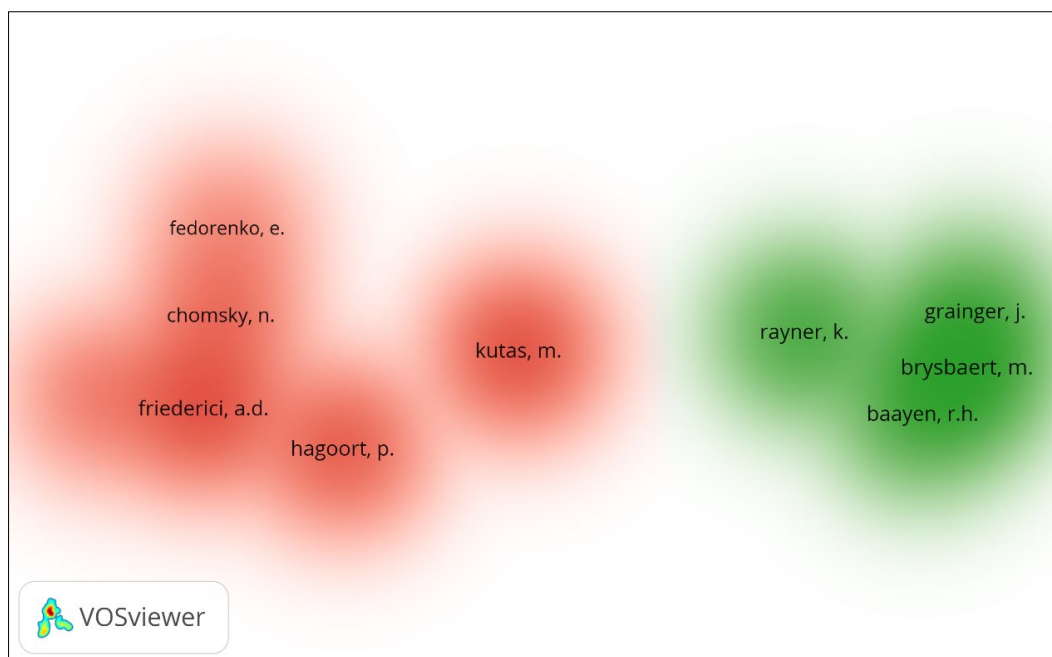 fedorenko, e.
chomsky, n.
friederici, a.d.
hagoort, p.
kutas, m.
rayner, k.
grainger, j.
brysbaert, m.
baayen, r.h.
VOSviewer